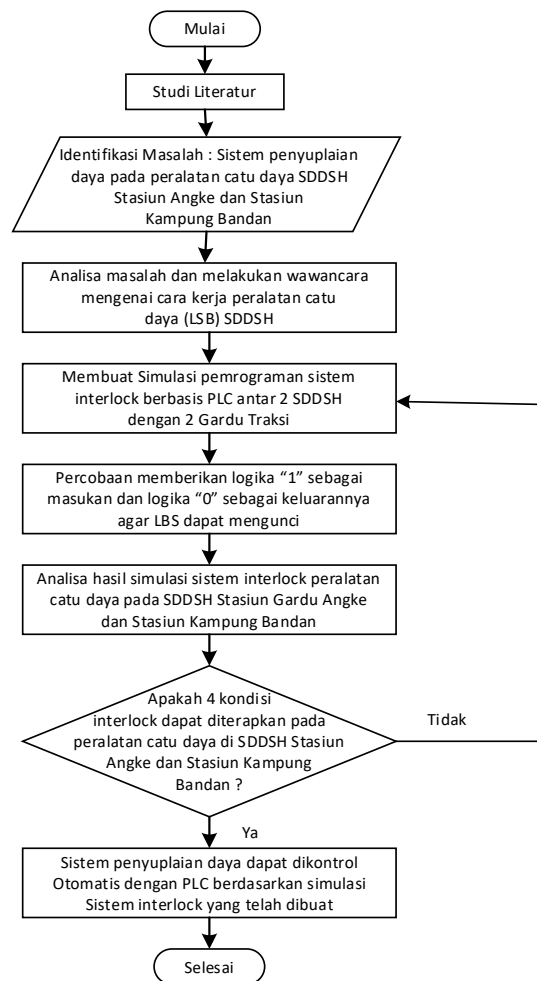 Mulai
Studi Literatur
Identifikasi Masalah : Sistem penyuplaian
daya pada peralatan catu daya SDDSH
Stasiun Angke dan Stasiun
Kampung Bandan
Analisa masalah dan melakukan wawancara
mengenai cara kerja peralatan catu
daya (LSB) SDDSH
Membuat Simulasi pemrograman sistem
interlock berbasis PLC antar 2 SDDSH
dengan 2 Gardu Traksi
Percobaan memberikan logika “1” sebagai
masukan dan logika “0” sebagai keluarannya
agar LBS dapat mengunci
Analisa hasil simulasi sistem interlock peralatan
catu daya pada SDDSH Stasiun Gardu Angke
dan Stasiun Kampung Bandan
Apakah 4 kondisi
interlock dapat diterapkan pada
peralatan catu daya di SDDSH Stasiun
Angke dan Stasiun Kampung
Bandan ?
Tidak
Ya
Sistem penyuplaian daya dapat dikontrol
Otomatis dengan PLC berdasarkan simulasi
Sistem interlock yang telah dibuat
Selesai